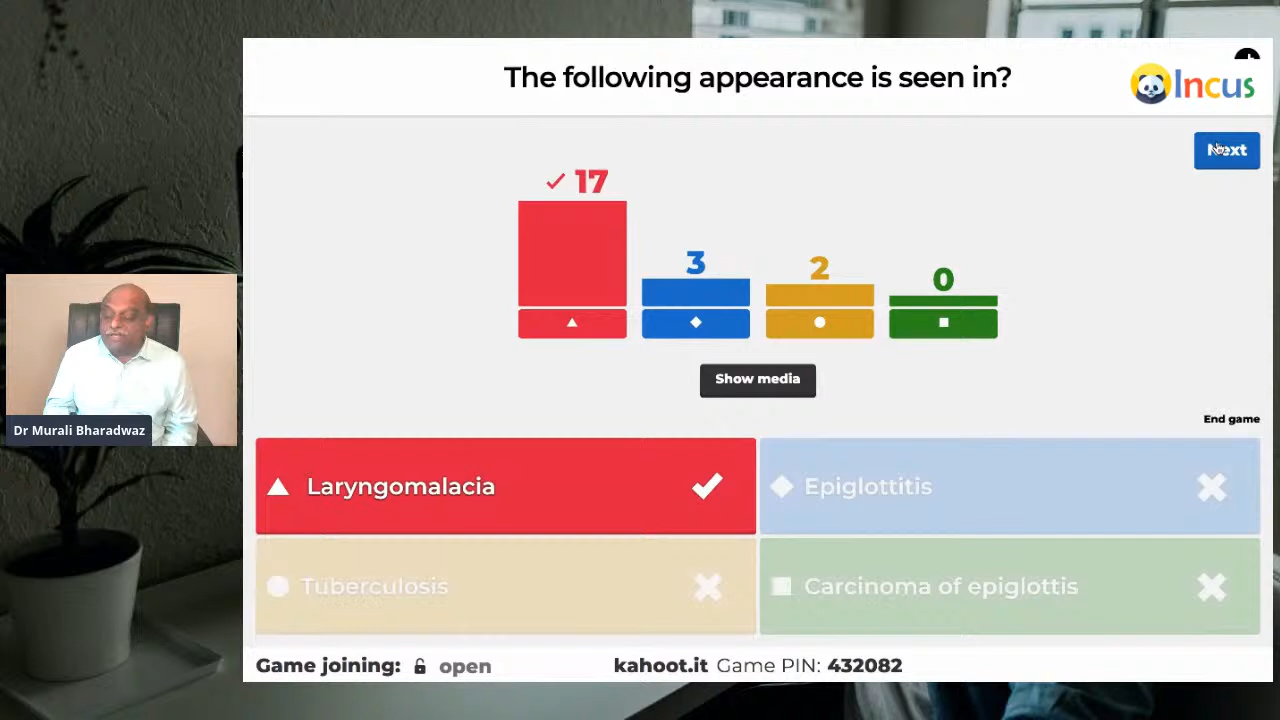 The following appearance is seen in?
Incus
Next
17
3
2
0
Show media
End game
Dr Murali Bharadwaz
Laryngomalacia
Epiglottitis
Tuberculosis
Carcinoma of epiglottis
Game joining: open
kahoot.it Game PIN: 432082